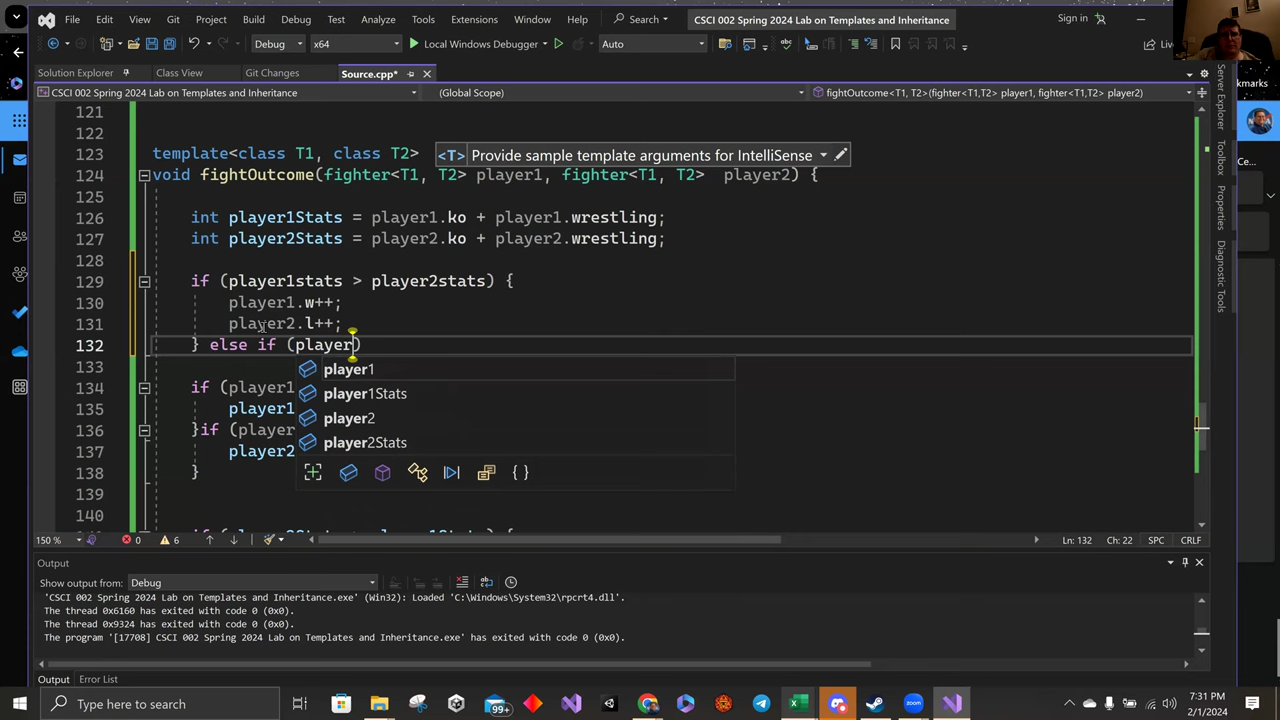 File Edit View Git Project Build Debug Test Analyze Tools Extensions Window Help Search CSCI 002 Spring 2024 Lab on Templates and Inheritance Sign in
Debug x64 Local Windows Debugger Auto Live
Solution Explorer Class View Git Changes Source.cpp*
CSCI 002 Spring 2024 Lab on Templates and Inheritance (Global Scope) fightOutcome<T1, T2>(fighter<T1,T2> player1, fighter<T1,T2> player2)
121
122
123 template<class T1, class T2> <T> Provide sample template arguments for IntelliSense
124 void fightOutcome(fighter<T1, T2> player1, fighter<T1, T2> player2) {
125
126 int player1Stats = player1.ko + player1.wrestling;
127 int player2Stats = player2.ko + player2.wrestling;
128
129 if (player1stats > player2stats) {
130 player1.w++;
131 player2.l++;
132 } else if (player)
133 player1
134 if (player1 player1Stats
135 player1 player2
136 }if (player player2Stats
137 player2
138 } { }
139
140
150 % 0 6 Ln: 132 Ch: 22 SPC CRLF
Output
Show output from: Debug
'CSCI 002 Spring 2024 Lab on Templates and Inheritance.exe' (Win32): Loaded 'C:\Windows\System32\rpcrt4.dll'.
The thread 0x6160 has exited with code 0 (0x0).
The thread 0x9324 has exited with code 0 (0x0).
The program '[17708] CSCI 002 Spring 2024 Lab on Templates and Inheritance.exe' has exited with code 0 (0x0).
Output Error List
Server Explorer
Toolbox
Properties
Diagnostic Tools
Type here to search 99+ 7:31 PM
2/1/2024